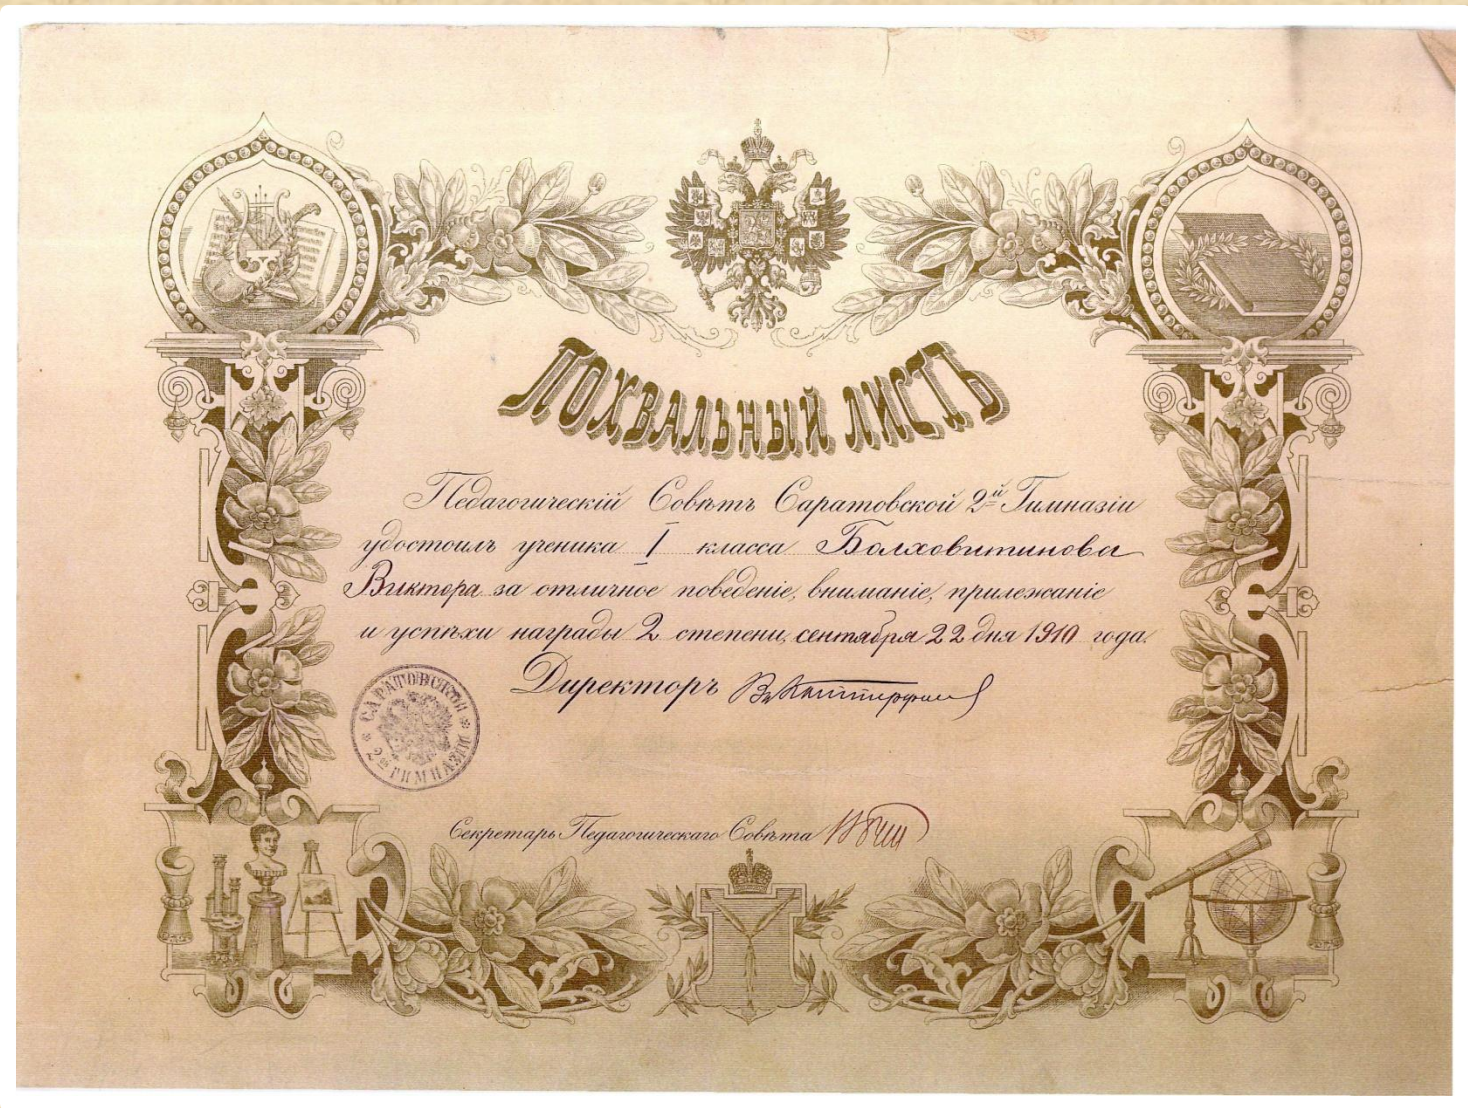 ПОХВАЛЬНЫЙ ЛИСТЪ
Педагогическій Совѣтъ Саратовской 2й Гимназіи
удостоилъ ученика I класса Болховитинова
Виктора за отличное поведеніе, вниманіе, прилежаніе
и успѣхи награды 2 степени, сентября 22 дня 1910 года.
Директоръ
САРАТОВСКОЙ 2й ГИМНАЗІИ
Секретарь Педагогическаго Совѣта